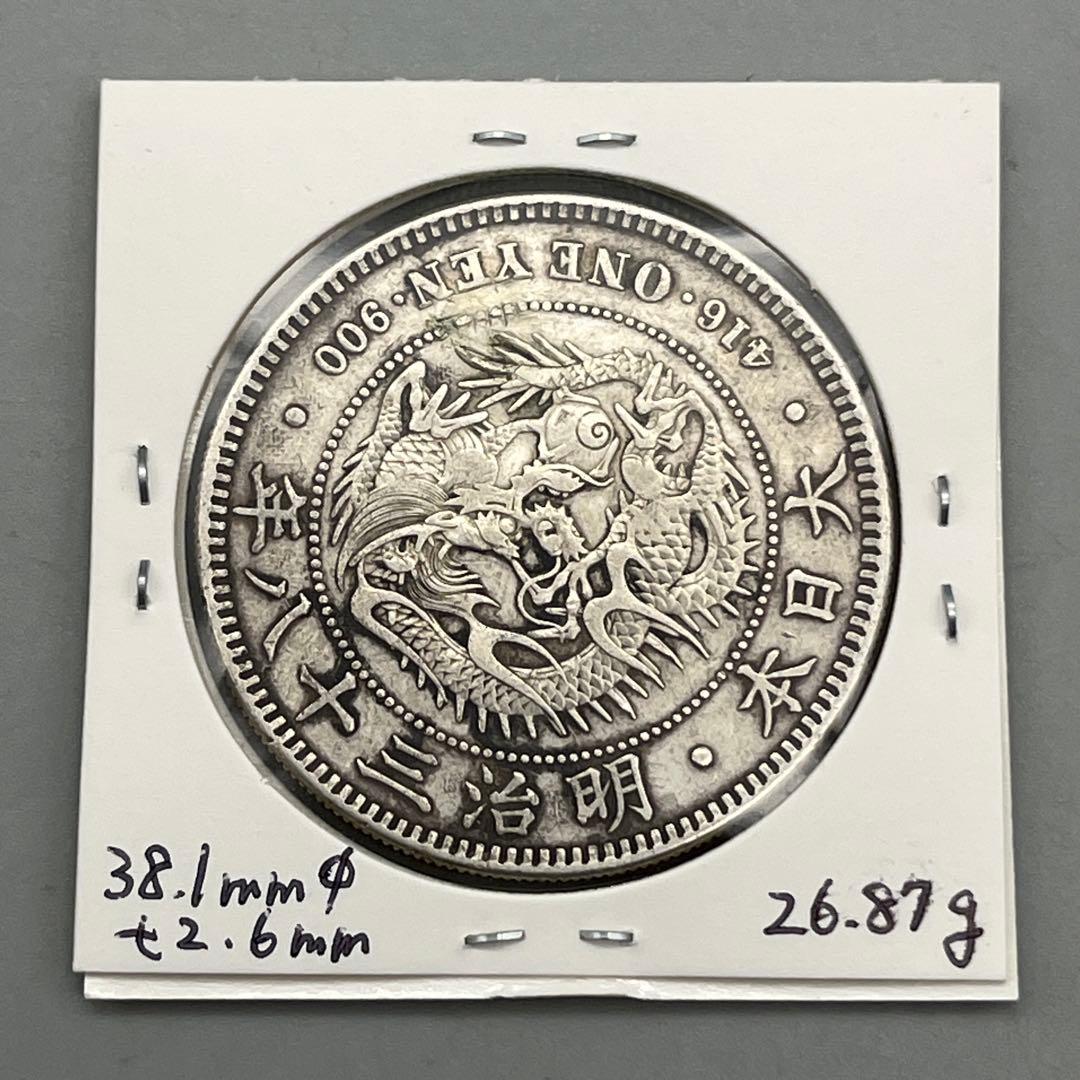 大日本・明治三十八年
416・ONE YEN・900
38.1mmφ
t2.6mm
26.87g